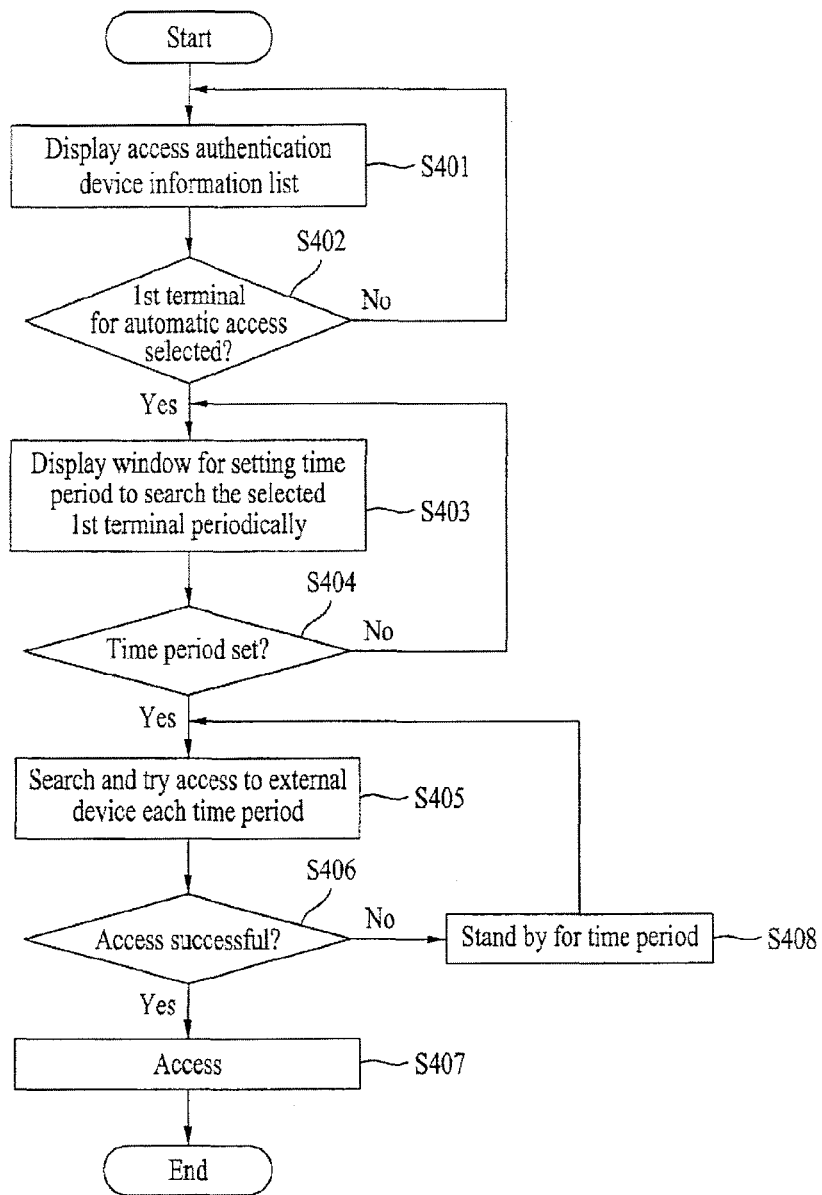 Start
Display access authentication
device information list
S401
S402
1st terminal
for automatic access
selected?
No
Yes
Display window for setting time
period to search the selected
1st terminal periodically
S403
S404
Time period set?
No
Yes
Search and try access to external
device each time period
S405
S406
Access successful?
No
Stand by for time period
S408
Yes
Access
S407
End